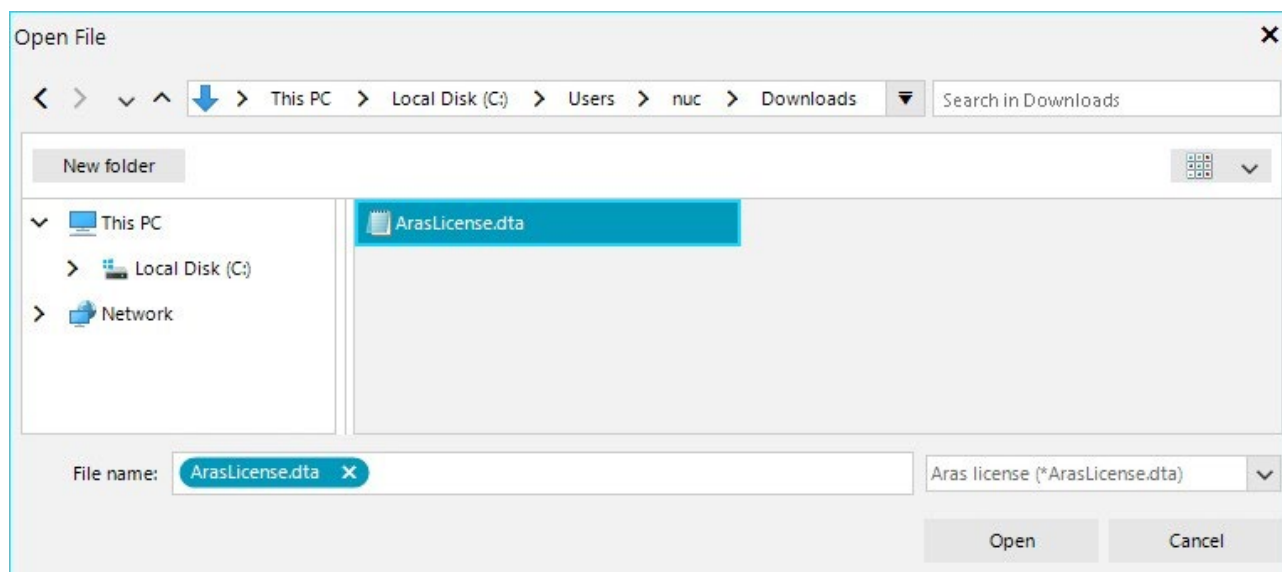 Open File
This PC Local Disk (C:) Users nuc Downloads Search in Downloads
New folder
This PC
ArasLicense.dta
Local Disk (C:)
Network
File name: ArasLicense.dta Aras license (*ArasLicense.dta)
Open Cancel